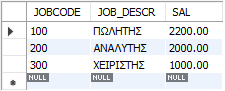 JOBCODE JOB_DESCR SAL
100 ΠΩΛΗΤΗΣ 2200.00
200 ΑΝΑΛΥΤΗΣ 2000.00
300 ΧΕΙΡΙΣΤΗΣ 1000.00
NULL NULL NULL